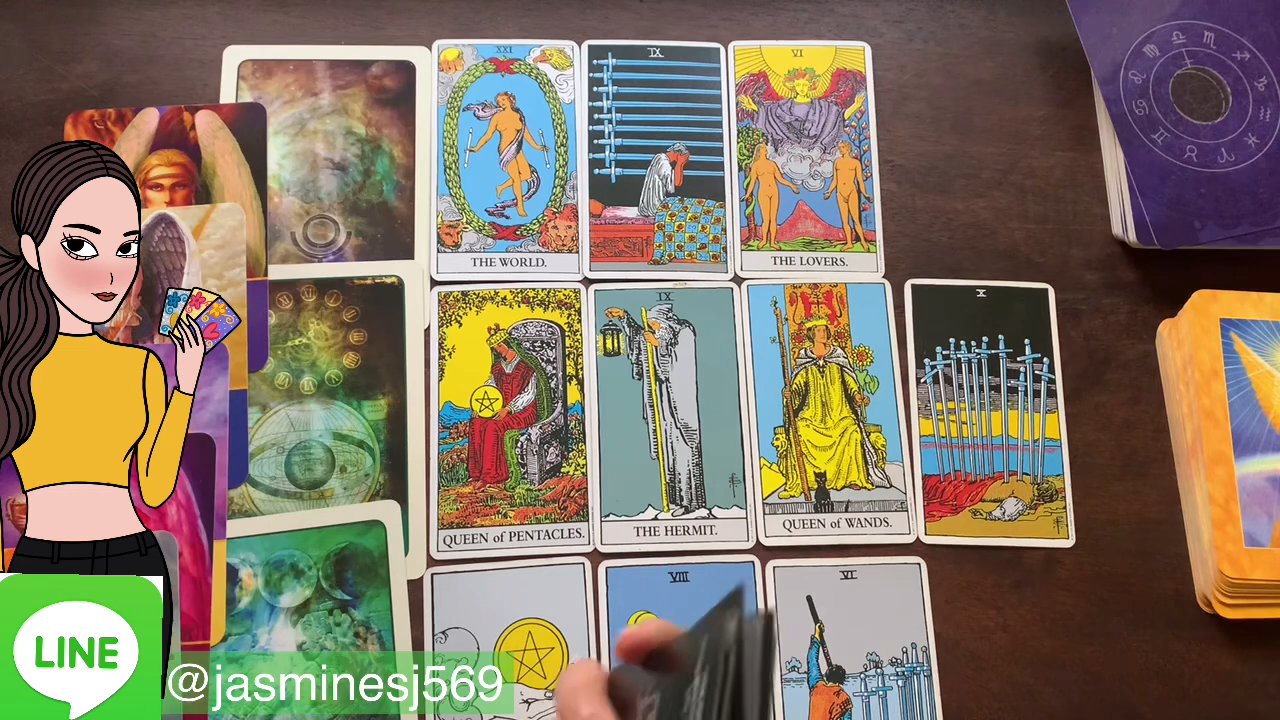 XXI
IX
VI
THE WORLD.
THE LOVERS.
IX
X
QUEEN of PENTACLES.
THE HERMIT.
QUEEN of WANDS.
VIII
VI
LINE
@jasminesj569